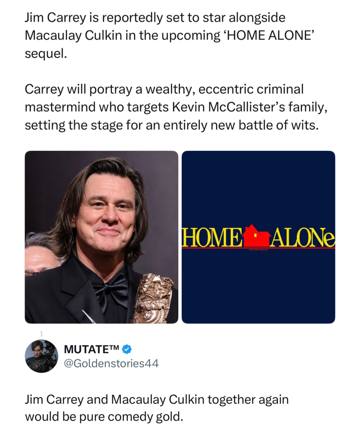 Jim Carrey is reportedly set to star alongside
Macaulay Culkin in the upcoming ‘HOME ALONE’
sequel.
Carrey will portray a wealthy, eccentric criminal
mastermind who targets Kevin McCallister’s family,
setting the stage for an entirely new battle of wits.
HOME ALONe
MUTATE™
@Goldenstories44
Jim Carrey and Macaulay Culkin together again
would be pure comedy gold.